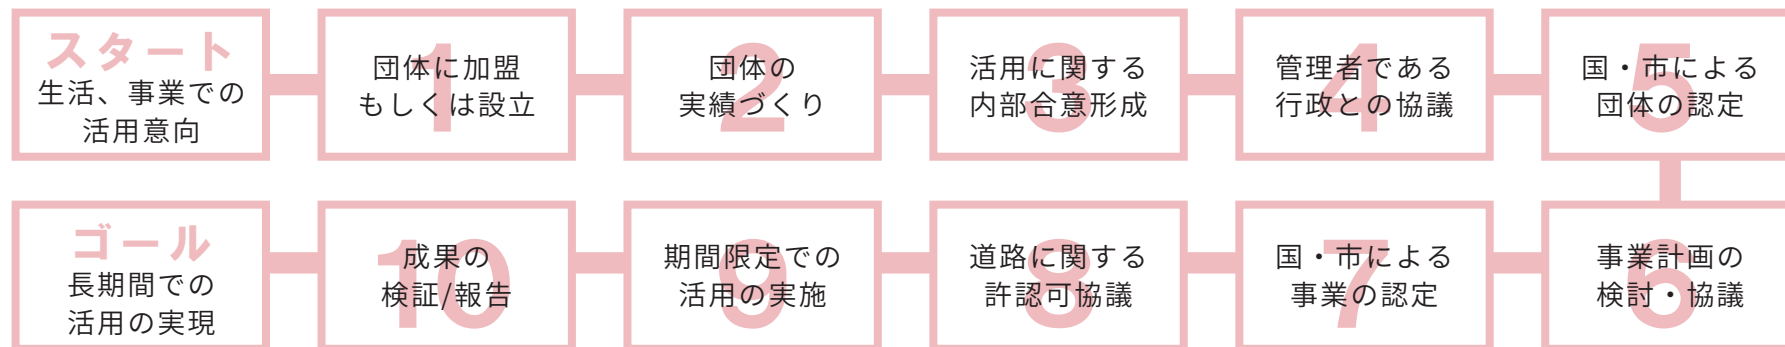 スタート
生活、事業での
活用意向
1
団体に加盟
もしくは設立
2
団体の
実績づくり
3
活用に関する
内部合意形成
4
管理者である
行政との協議
5
国・市による
団体の認定
6
事業計画の
検討・協議
7
国・市による
事業の認定
8
道路に関する
許認可協議
9
期間限定での
活用の実施
10
成果の
検証/報告
ゴール
長期間での
活用の実現